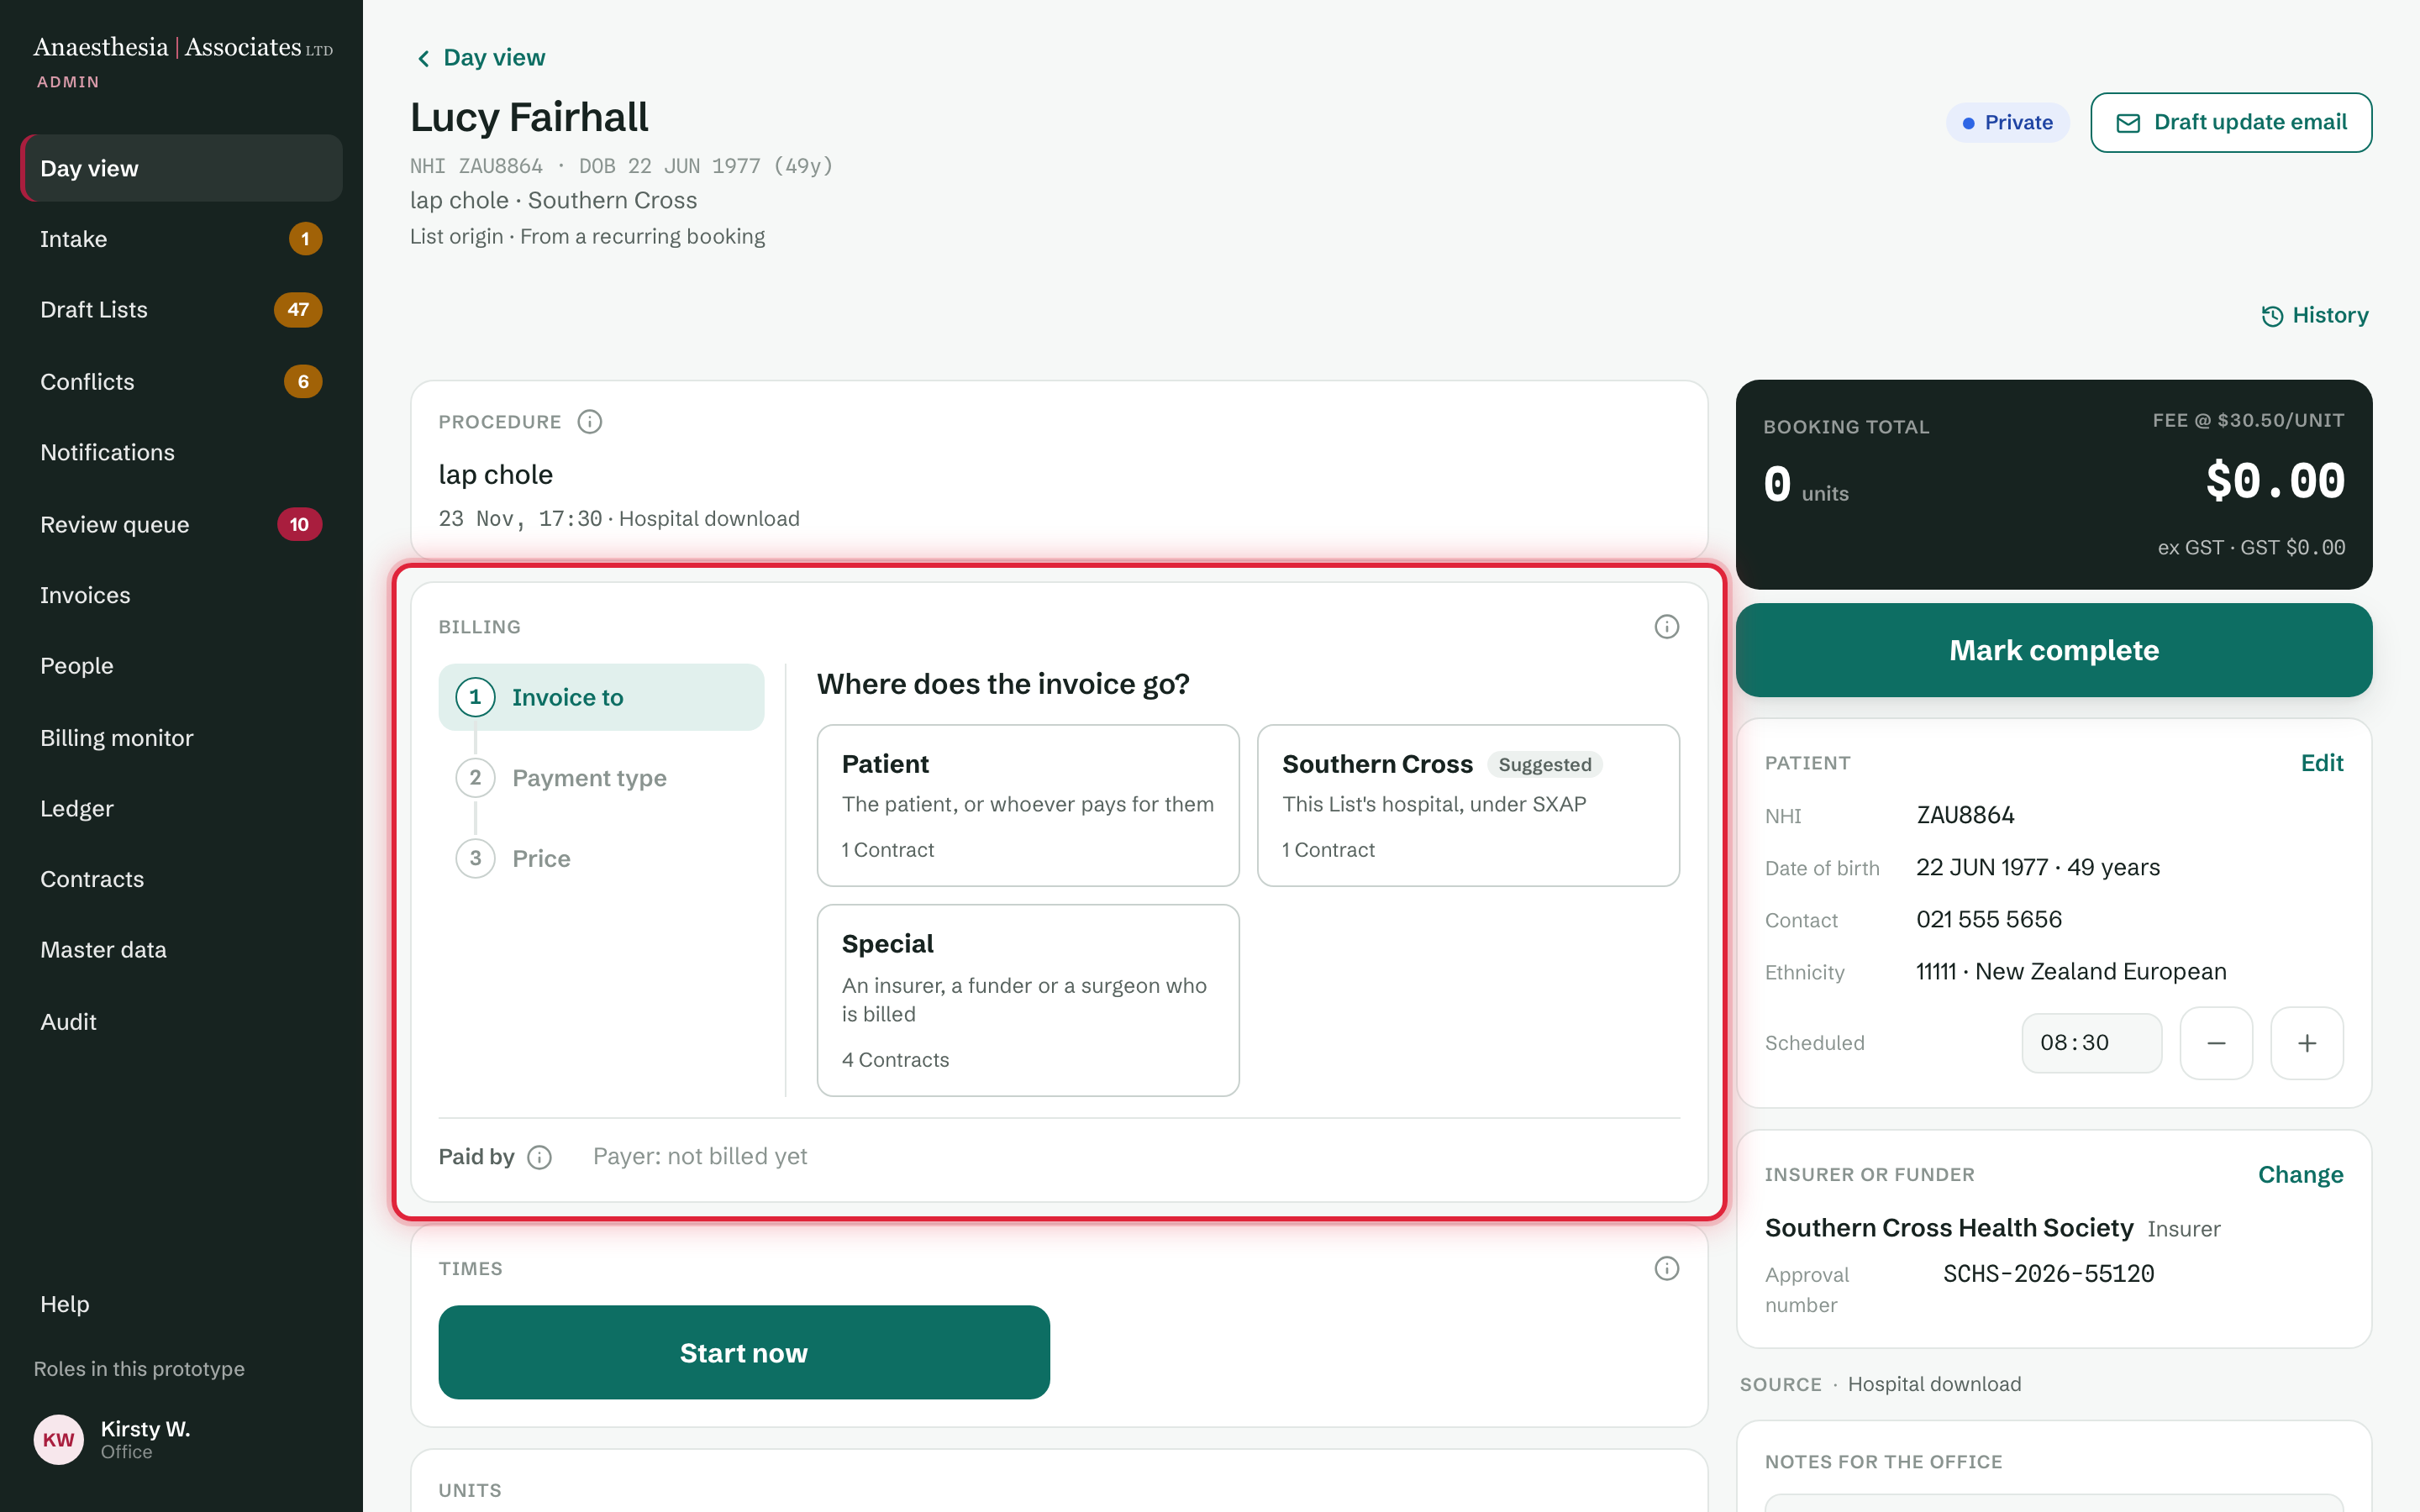 Anaesthesia | Associates LTD
ADMIN
Day view
Intake 1
Draft Lists 47
Conflicts 6
Notifications
Review queue 10
Invoices
People
Billing monitor
Ledger
Contracts
Master data
Audit
Help
Roles in this prototype
KW
Kirsty W.
Office
Day view
Lucy Fairhall
NHI ZAU8864 · DOB 22 JUN 1977 (49y)
lap chole · Southern Cross
List origin · From a recurring booking
Private
Draft update email
History
PROCEDURE
lap chole
23 Nov, 17:30 · Hospital download
BILLING
1 Invoice to
2 Payment type
3 Price
Where does the invoice go?
Patient
The patient, or whoever pays for them
1 Contract
Southern Cross Suggested
This List's hospital, under SXAP
1 Contract
Special
An insurer, a funder or a surgeon who
is billed
4 Contracts
Paid by Payer: not billed yet
TIMES
Start now
UNITS
BOOKING TOTAL
0 units
FEE @ $30.50/UNIT
$0.00
ex GST · GST $0.00
Mark complete
PATIENT Edit
NHI ZAU8864
Date of birth 22 JUN 1977 · 49 years
Contact 021 555 5656
Ethnicity 11111 · New Zealand European
Scheduled 08:30 − +
INSURER OR FUNDER Change
Southern Cross Health Society Insurer
Approval number SCHS-2026-55120
SOURCE · Hospital download
NOTES FOR THE OFFICE